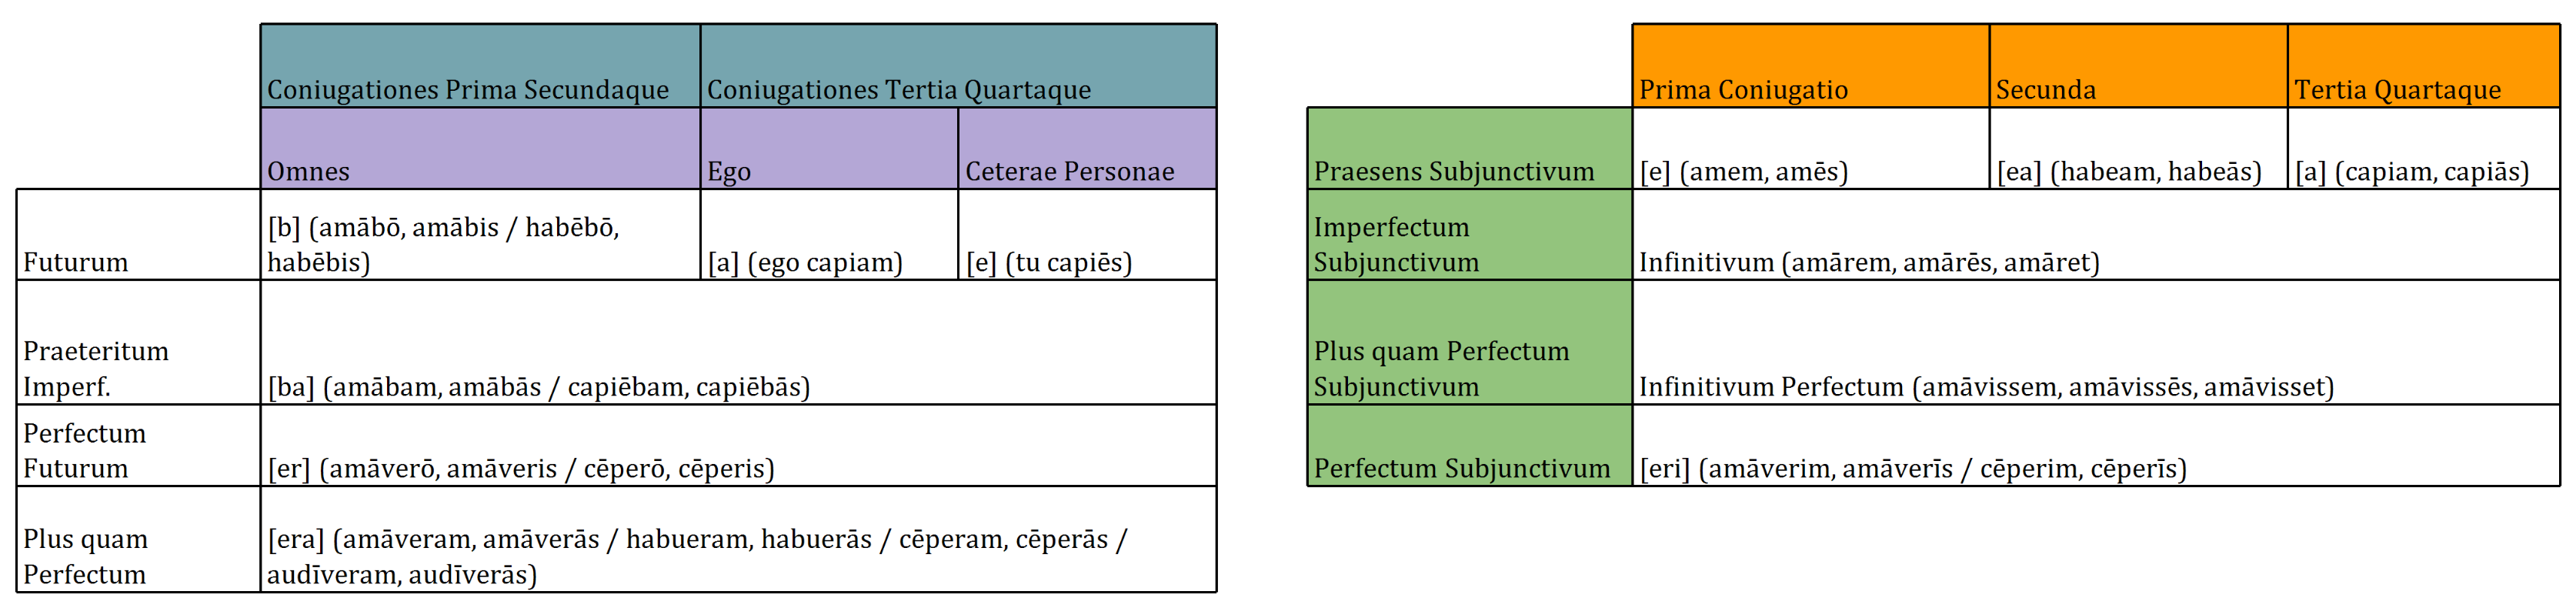 Coniugationes Prima Secundaque
Coniugationes Tertia Quartaque
Omnes
Ego
Ceterae Personae
Futurum
[b] (amābō, amābis / habēbō,
habēbis)
[a] (ego capiam)
[e] (tu capiēs)
Praeteritum
Imperf.
[ba] (amābam, amābās / capiēbam, capiēbās)
Perfectum
Futurum
[er] (amāverō, amāveris / cēperō, cēperis)
Plus quam
Perfectum
[era] (amāveram, amāverās / habueram, habuerās / cēperam, cēperās /
audīveram, audīverās)
Prima Coniugatio
Secunda
Tertia Quartaque
Praesens Subjunctivum
[e] (amem, amēs)
[ea] (habeam, habeās)
[a] (capiam, capiās)
Imperfectum
Subjunctivum
Infinitivum (amārem, amārēs, amāret)
Plus quam Perfectum
Subjunctivum
Infinitivum Perfectum (amāvissem, amāvissēs, amāvisset)
Perfectum Subjunctivum
[eri] (amāverim, amāverīs / cēperim, cēperīs)